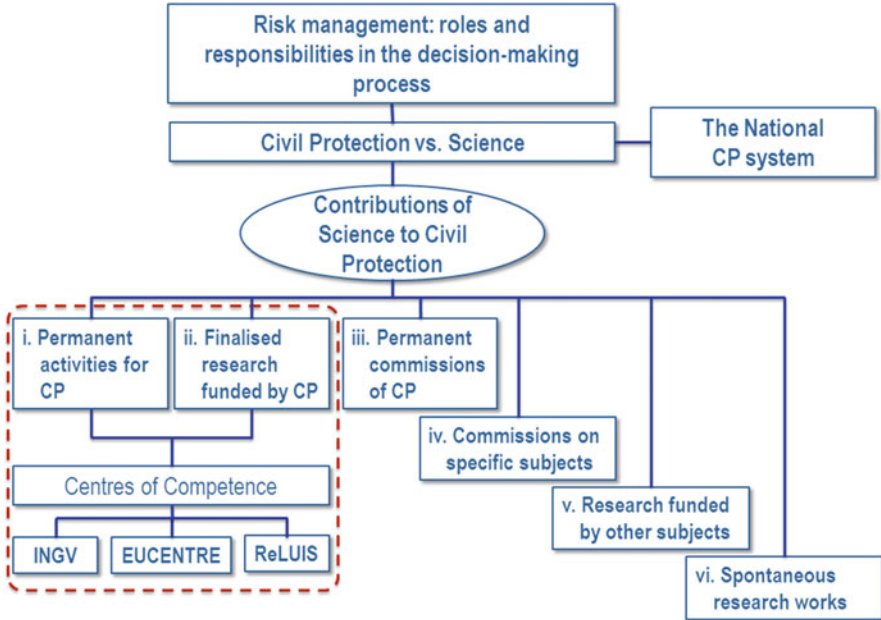 Risk management: roles and
responsibilities in the decision-making
process
Civil Protection vs. Science
The National
CP system
Contributions of
Science to Civil
Protection
i. Permanent
activities for
CP
ii. Finalised
research
funded by CP
iii. Permanent
commissions
of CP
iv. Commissions on
specific subjects
v. Research funded
by other subjects
vi. Spontaneous
research works
Centres of Competence
INGV
EUCENTRE
ReLUIS